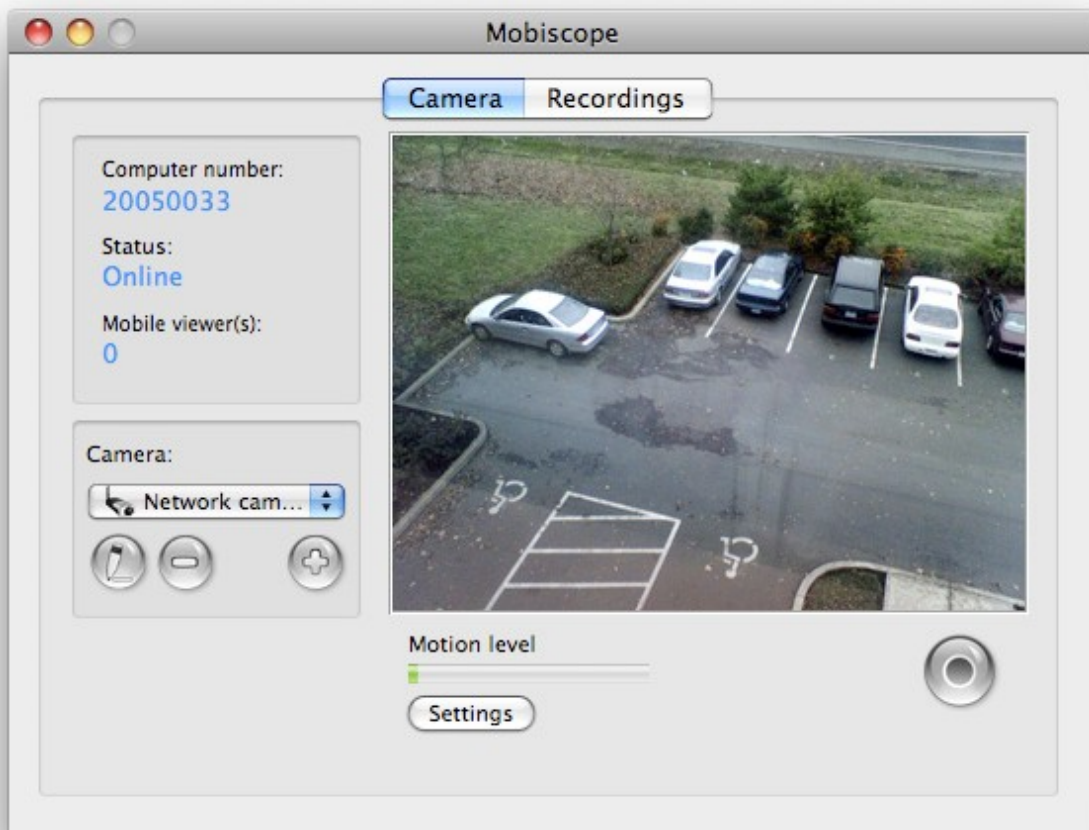 Mobiscope
Camera Recordings
Computer number:
20050033
Status:
Online
Mobile viewer(s):
0
Camera:
Network cam...
Motion level
Settings